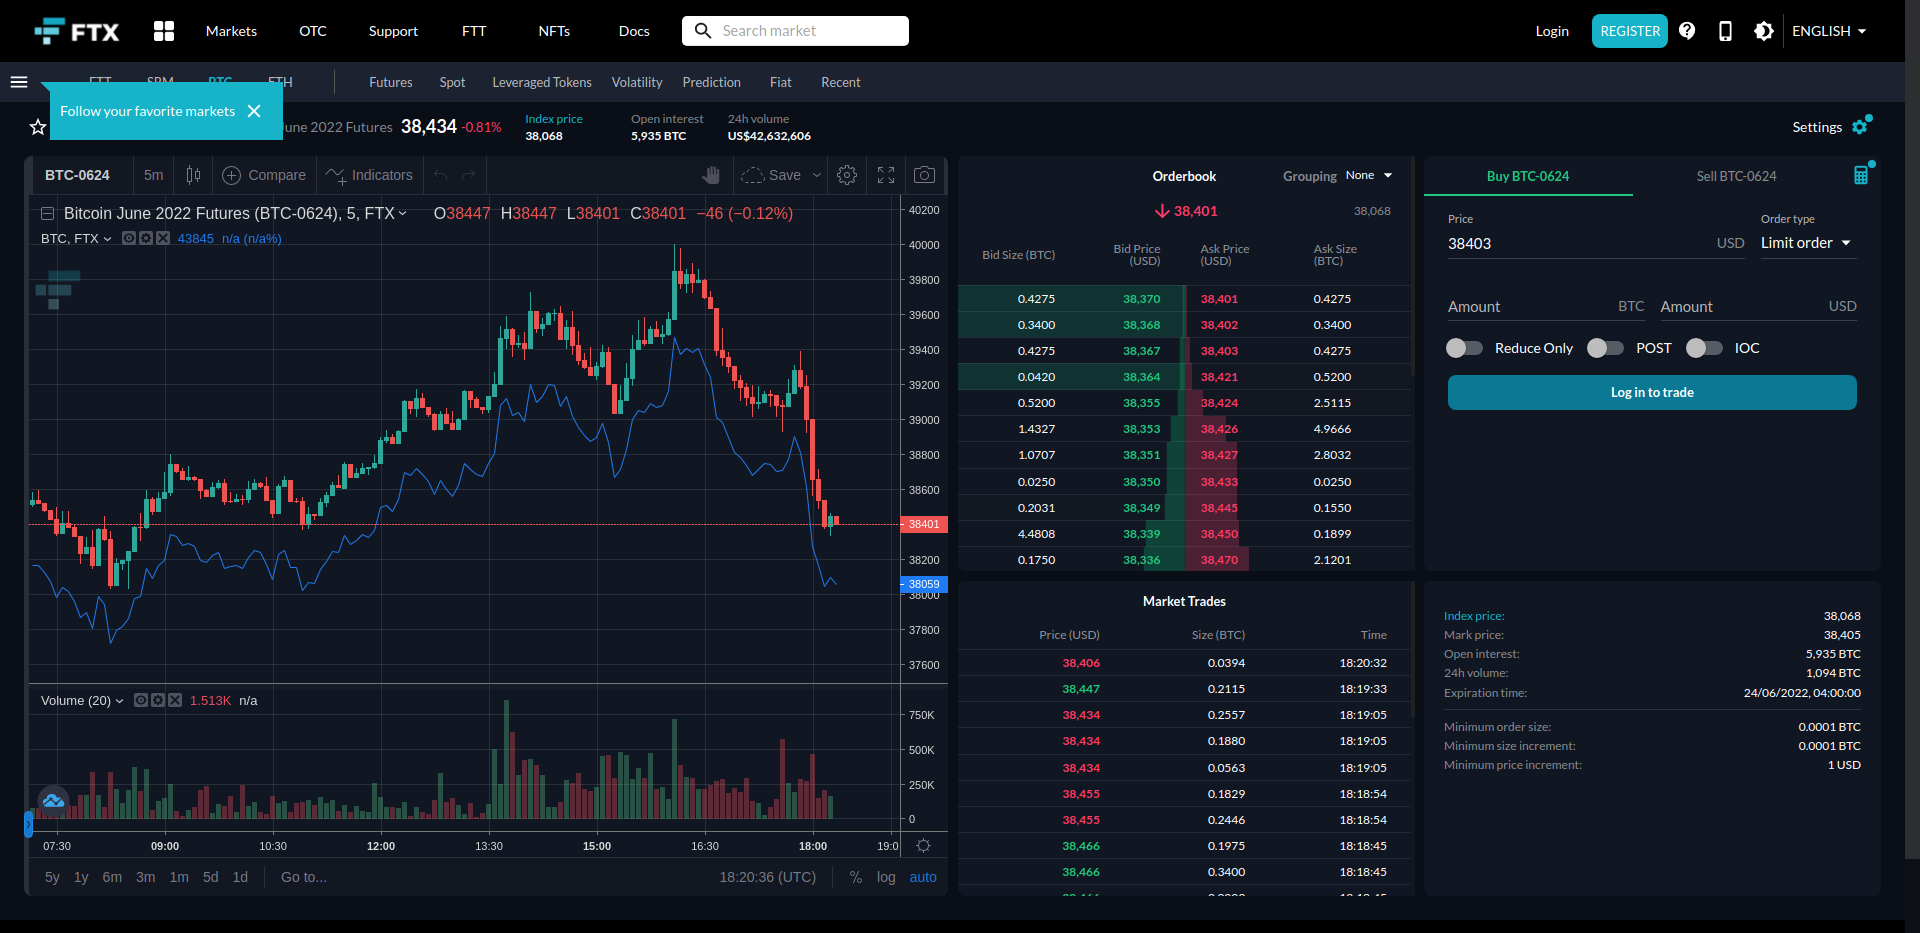 FTX
Markets
OTC
Support
FTT
NFTs
Docs
Search market
Login
REGISTER
ENGLISH
FTT
SRM
BTC
ETH
Futures
Spot
Leveraged Tokens
Volatility
Prediction
Fiat
Recent
Follow your favorite markets
June 2022 Futures
38,434 -0.81%
Index price
38,068
Open interest
5,935 BTC
24h volume
US$42,632,606
Settings
BTC-0624
5m
Compare
Indicators
Save
Bitcoin June 2022 Futures (BTC-0624), 5, FTX
O38447 H38447 L38401 C38401 −46 (−0.12%)
BTC, FTX
43845 n/a (n/a%)
40200
40000
39800
39600
39400
39200
39000
38800
38600
38401
38200
38059
38000
37800
37600
Volume (20)
1.513K n/a
750K
500K
250K
0
07:30
09:00
10:30
12:00
13:30
15:00
16:30
18:00
19:0
5y
1y
6m
3m
1m
5d
1d
Go to...
18:20:36 (UTC)
%
log
auto
Orderbook
Grouping None
38,401
38,068
Bid Size (BTC)
Bid Price (USD)
Ask Price (USD)
Ask Size (BTC)
0.4275 38,370 38,401 0.4275
0.3400 38,368 38,402 0.3400
0.4275 38,367 38,403 0.4275
0.0420 38,364 38,421 0.5200
0.5200 38,355 38,424 2.5115
1.4327 38,353 38,426 4.9666
1.0707 38,351 38,427 2.8032
0.0250 38,350 38,433 0.0250
0.2031 38,349 38,445 0.1550
4.4808 38,339 38,450 0.1899
0.1750 38,336 38,470 2.1201
Market Trades
Price (USD) Size (BTC) Time
38,406 0.0394 18:20:32
38,447 0.2115 18:19:33
38,434 0.2557 18:19:05
38,434 0.1880 18:19:05
38,434 0.0563 18:19:05
38,455 0.1829 18:18:54
38,455 0.2446 18:18:54
38,466 0.1975 18:18:45
38,466 0.3400 18:18:45
Buy BTC-0624
Sell BTC-0624
Price
38403 USD
Order type
Limit order
Amount BTC
Amount USD
Reduce Only
POST
IOC
Log in to trade
Index price: 38,068
Mark price: 38,405
Open interest: 5,935 BTC
24h volume: 1,094 BTC
Expiration time: 24/06/2022, 04:00:00
Minimum order size: 0.0001 BTC
Minimum size increment: 0.0001 BTC
Minimum price increment: 1 USD